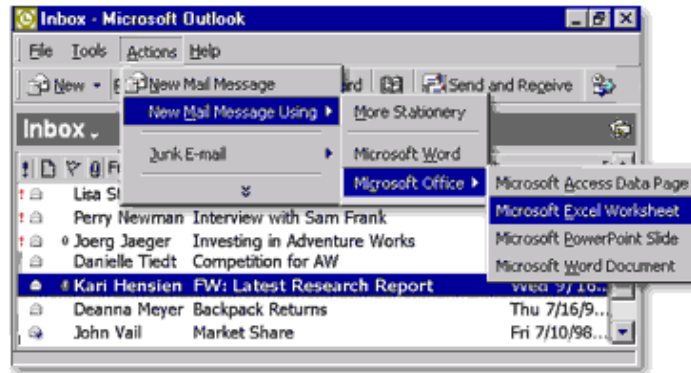 Inbox - Microsoft Outlook
File Tools Actions Help
New New Mail Message Send and Receive
New Mail Message Using More Stationery
Inbox
Junk E-mail Microsoft Word
Microsoft Office Microsoft Access Data Page
Lisa
Microsoft Excel Worksheet
Perry Newman Interview with Sam Frank
Joerg Jaeger Investing in Adventure Works Microsoft PowerPoint Slide
Danielle Tiedt Competition for AW Microsoft Word Document
Kari Hensien FW: Latest Research Report Wed 9/16...
Deanna Meyer Backpack Returns Thu 7/16/9...
John Vail Market Share Fri 7/10/98...